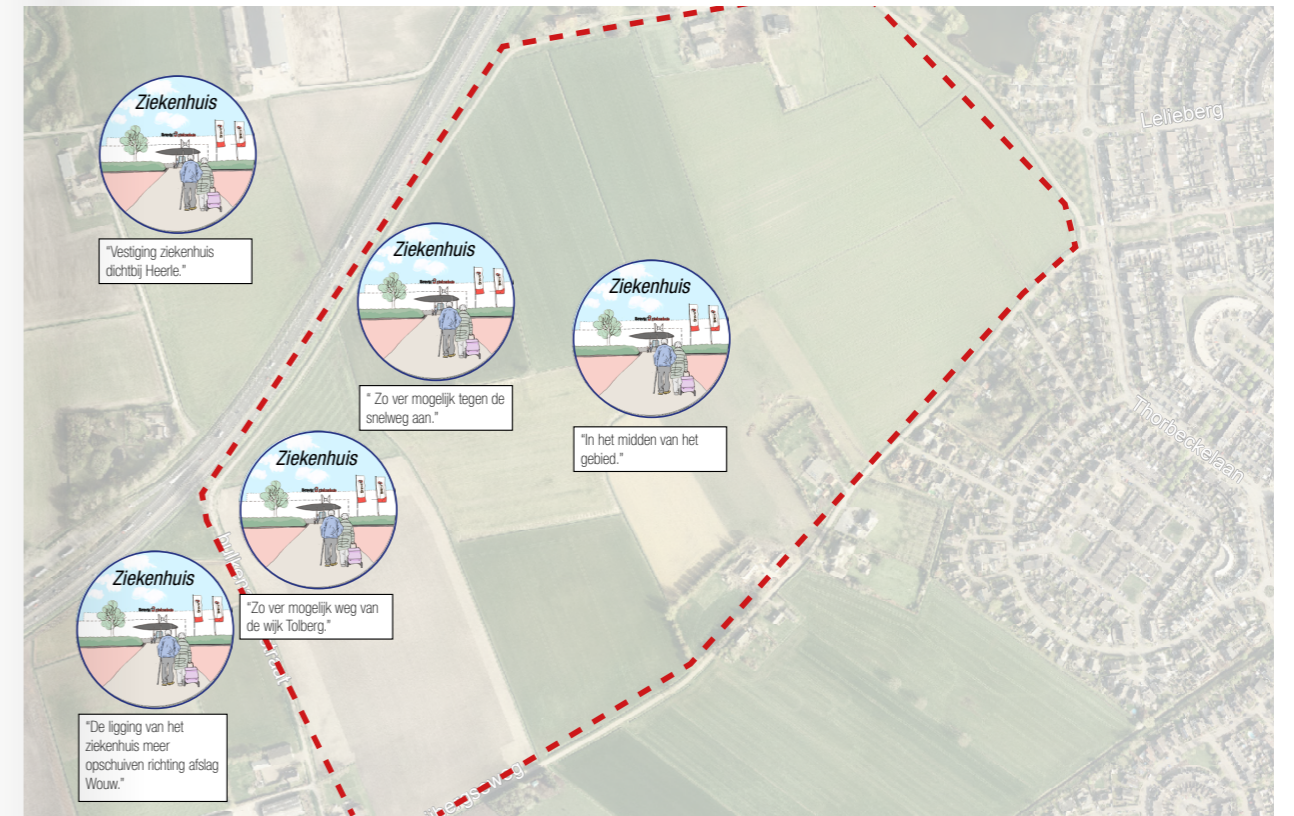 Ziekenhuis
"Vestiging ziekenhuis
dichtbij Heerle."
Ziekenhuis
" Zo ver mogelijk tegen de
snelweg aan."
Ziekenhuis
"In het midden van het
gebied."
Ziekenhuis
"Zo ver mogelijk weg van
de wijk Tolberg."
Ziekenhuis
"De ligging van het
ziekenhuis meer
opschuiven richting afslag
Wouw."
Lelieberg
Thorbeckelaan